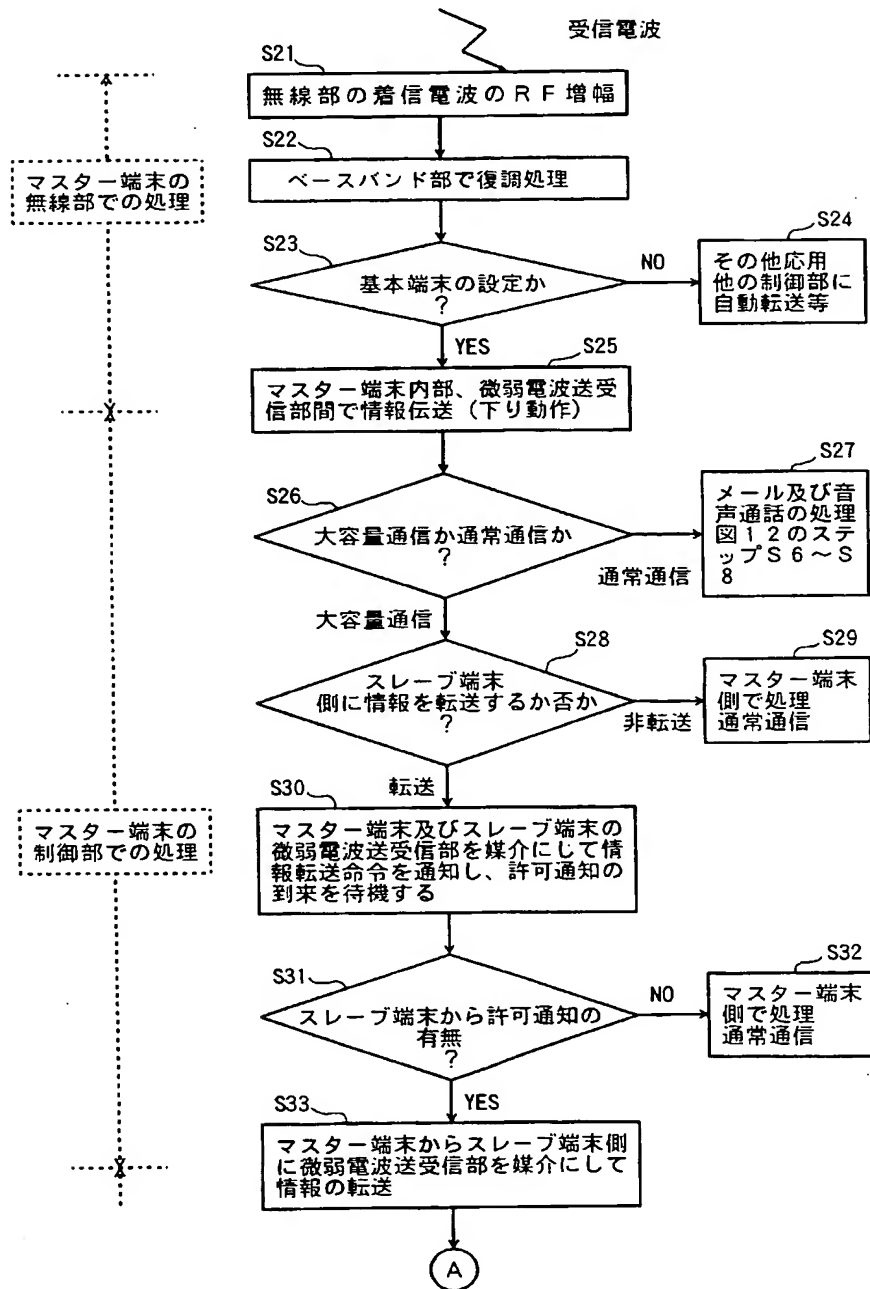 受信電波
S21
無線部の着信電波のRF増幅
S22
ベースバンド部で復調処理
マスター端末の
無線部での処理
S23
基本端末の設定か
?
NO
S24
その他応用
他の制御部に
自動転送等
YES
S25
マスター端末内部、微弱電波送受
信部間で情報伝送(下り動作)
S26
大容量通信か通常通信か
?
通常通信
S27
メール及び音
声通話の処理
図12のステ
ップS6~S
8
大容量通信
S28
スレーブ端末
側に情報を転送するか否か
?
非転送
S29
マスター端末
側で処理
通常通信
転送
マスター端末の
制御部での処理
S30
マスター端末及びスレーブ端末の
微弱電波送受信部を媒介にして情
報転送命令を通知し、許可通知の
到来を待機する
S31
スレーブ端末から許可通知の
有無
?
NO
S32
マスター端末
側で処理
通常通信
YES
S33
マスター端末からスレーブ端末側
に微弱電波送受信部を媒介にして
情報の転送
A